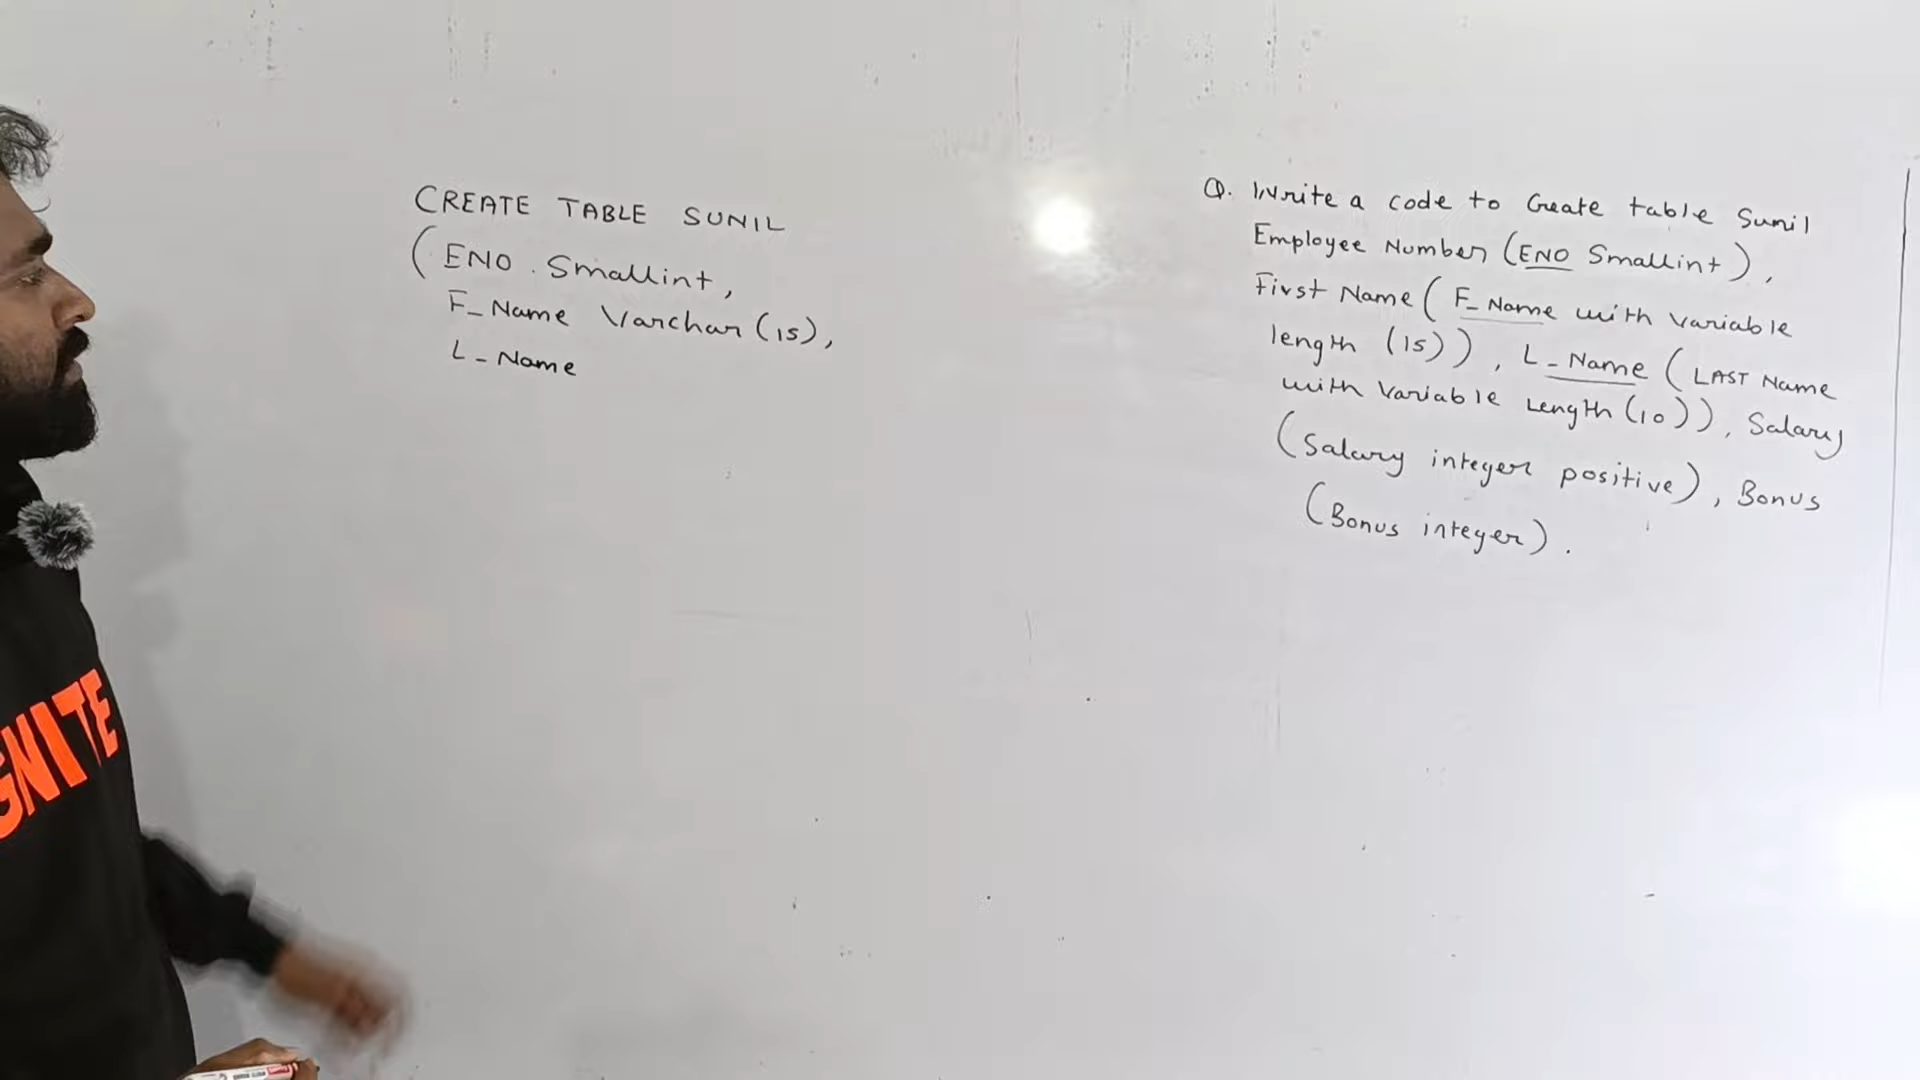 CREATE TABLE SUNIL
(ENO. Smallint,
F_Name Varchar (15),
L_Name
Q. Write a code to Create table Sunil
Employee Number (ENO Smallint),
First Name (F_Name with variable
length (15)), L_Name (LAST Name
with Variable Length (10)), Salary
(Salary integer positive), Bonus
(Bonus integer).
GNITE